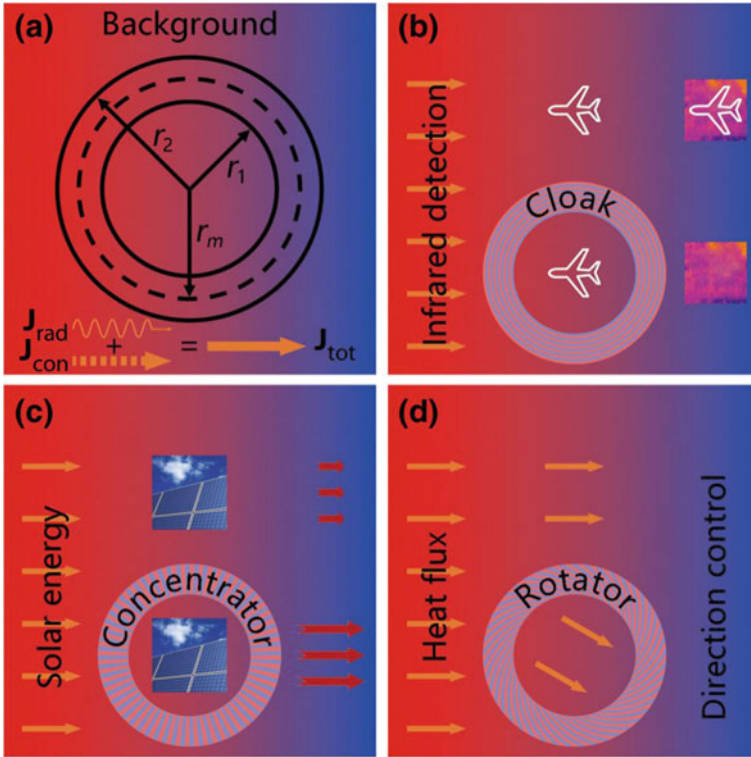 (a)
Background
r2
r1
rm
Jrad
+
=
Jtot
Jcon
(b)
Infrared detection
Cloak
(c)
Solar energy
Concentrator
(d)
Heat flux
Rotator
Direction control